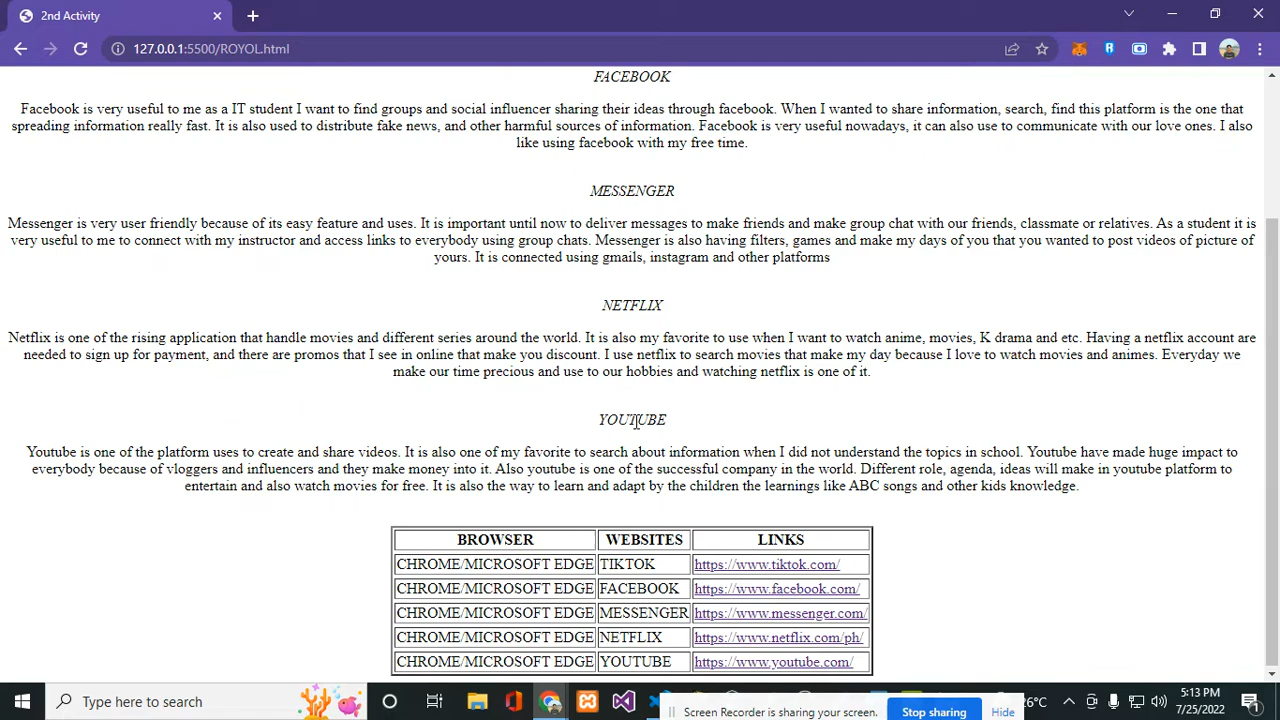 2nd Activity
127.0.0.1:5500/ROYOL.html
FACEBOOK
Facebook is very useful to me as a IT student I want to find groups and social influencer sharing their ideas through facebook. When I wanted to share information, search, find this platform is the one that
spreading information really fast. It is also used to distribute fake news, and other harmful sources of information. Facebook is very useful nowadays, it can also use to communicate with our love ones. I also
like using facebook with my free time.
MESSENGER
Messenger is very user friendly because of its easy feature and uses. It is important until now to deliver messages to make friends and make group chat with our friends, classmate or relatives. As a student it is
very useful to me to connect with my instructor and access links to everybody using group chats. Messenger is also having filters, games and make my days of you that you wanted to post videos of picture of
yours. It is connected using gmails, instagram and other platforms
NETFLIX
Netflix is one of the rising application that handle movies and different series around the world. It is also my favorite to use when I want to watch anime, movies, K drama and etc. Having a netflix account are
needed to sign up for payment, and there are promos that I see in online that make you discount. I use netflix to search movies that make my day because I love to watch movies and animes. Everyday we
make our time precious and use to our hobbies and watching netflix is one of it.
YOUTUBE
Youtube is one of the platform uses to create and share videos. It is also one of my favorite to search about information when I did not understand the topics in school. Youtube have made huge impact to
everybody because of vloggers and influencers and they make money into it. Also youtube is one of the successful company in the world. Different role, agenda, ideas will make in youtube platform to
entertain and also watch movies for free. It is also the way to learn and adapt by the children the learnings like ABC songs and other kids knowledge.
BROWSER WEBSITES LINKS
CHROME/MICROSOFT EDGE TIKTOK https://www.tiktok.com/
CHROME/MICROSOFT EDGE FACEBOOK https://www.facebook.com/
CHROME/MICROSOFT EDGE MESSENGER https://www.messenger.com/
CHROME/MICROSOFT EDGE NETFLIX https://www.netflix.com/ph/
CHROME/MICROSOFT EDGE YOUTUBE https://www.youtube.com/
Type here to search
Screen Recorder is sharing your screen. Stop sharing Hide
26°C
5:13 PM
7/25/2022
1